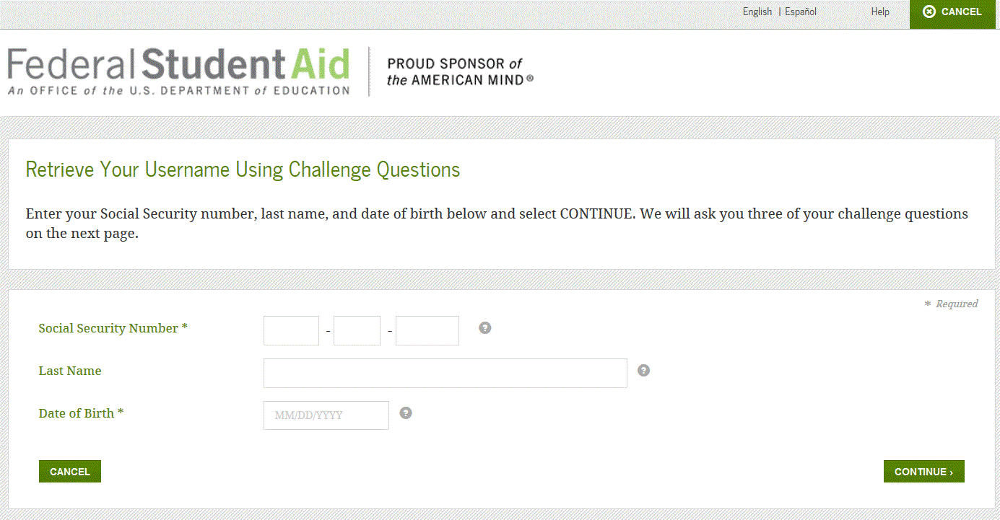 English | Español Help CANCEL
Federal Student Aid
An OFFICE of the U.S. DEPARTMENT of EDUCATION
PROUD SPONSOR of
the AMERICAN MIND®
Retrieve Your Username Using Challenge Questions
Enter your Social Security number, last name, and date of birth below and select CONTINUE. We will ask you three of your challenge questions
on the next page.
* Required
Social Security Number * - - ?
Last Name ?
Date of Birth * MM/DD/YYYY ?
CANCEL CONTINUE ›